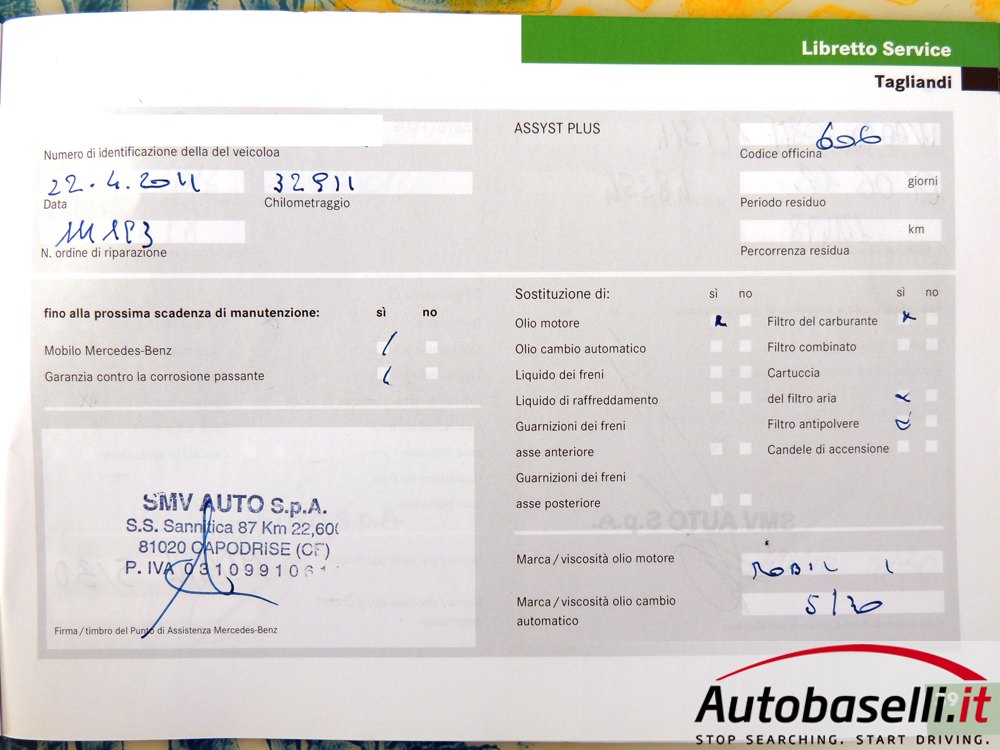 Libretto Service
Tagliandi
ASSYST PLUS
606
Numero di identificazione della del veicoloa
Codice officina
22.4.2011
32911
giorni
Data
Chilometraggio
Periodo residuo
km
N. ordine di riparazione
Percorrenza residua
fino alla prossima scadenza di manutenzione: sì no
Mobilo Mercedes-Benz
Garanzia contro la corrosione passante
Sostituzione di: sì no sì no
Olio motore
Filtro del carburante
Olio cambio automatico
Filtro combinato
Liquido dei freni
Cartuccia
Liquido di raffreddamento
del filtro aria
Guarnizioni dei freni
Filtro antipolvere
asse anteriore
Candele di accensione
Guarnizioni dei freni
asse posteriore
SMV AUTO S.p.A.
S.S. Sannitica 87 Km 22,600
81020 CAPODRISE (CE)
P. IVA
Firma/timbro del Punto di Assistenza Mercedes-Benz
Marca/viscosità olio motore
MOBIL 1
Marca/viscosità olio cambio
automatico
5/30
Autobaselli.it
STOP SEARCHING. START DRIVING.